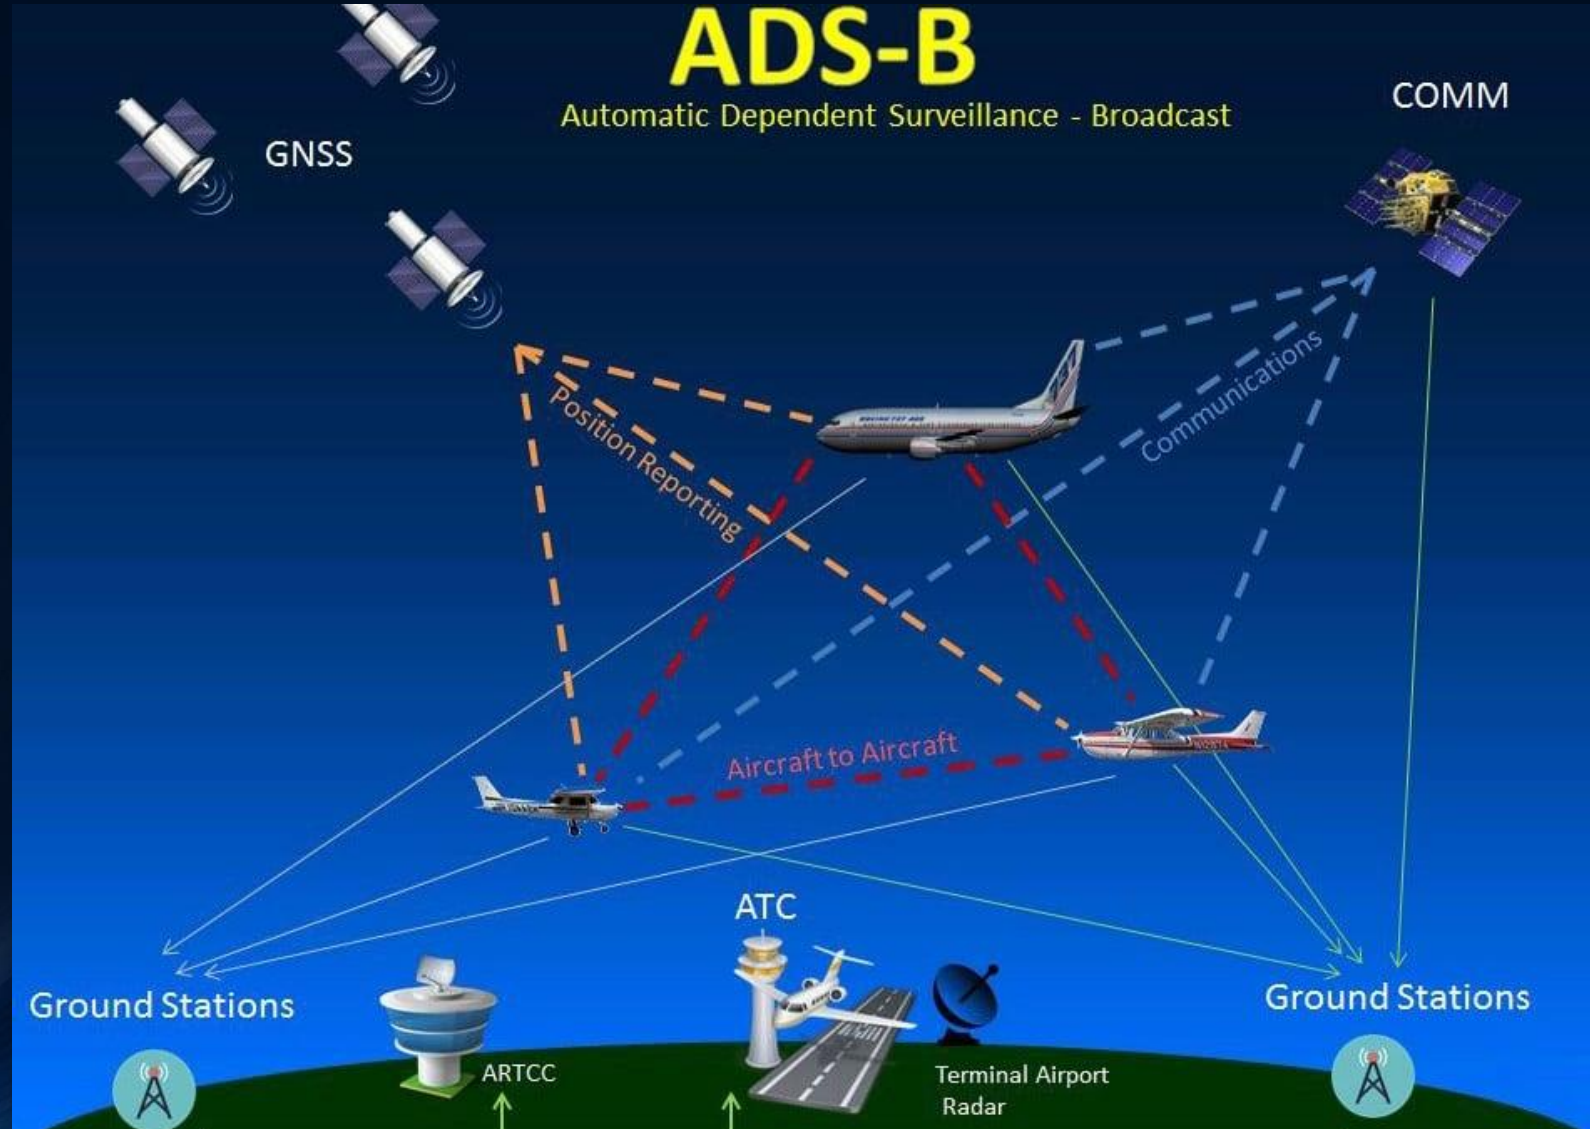 ADS-B
Automatic Dependent Surveillance - Broadcast
COMM
GNSS
Position Reporting
Communications
Aircraft to Aircraft
ATC
Ground Stations
Ground Stations
ARTCC
Terminal Airport
Radar